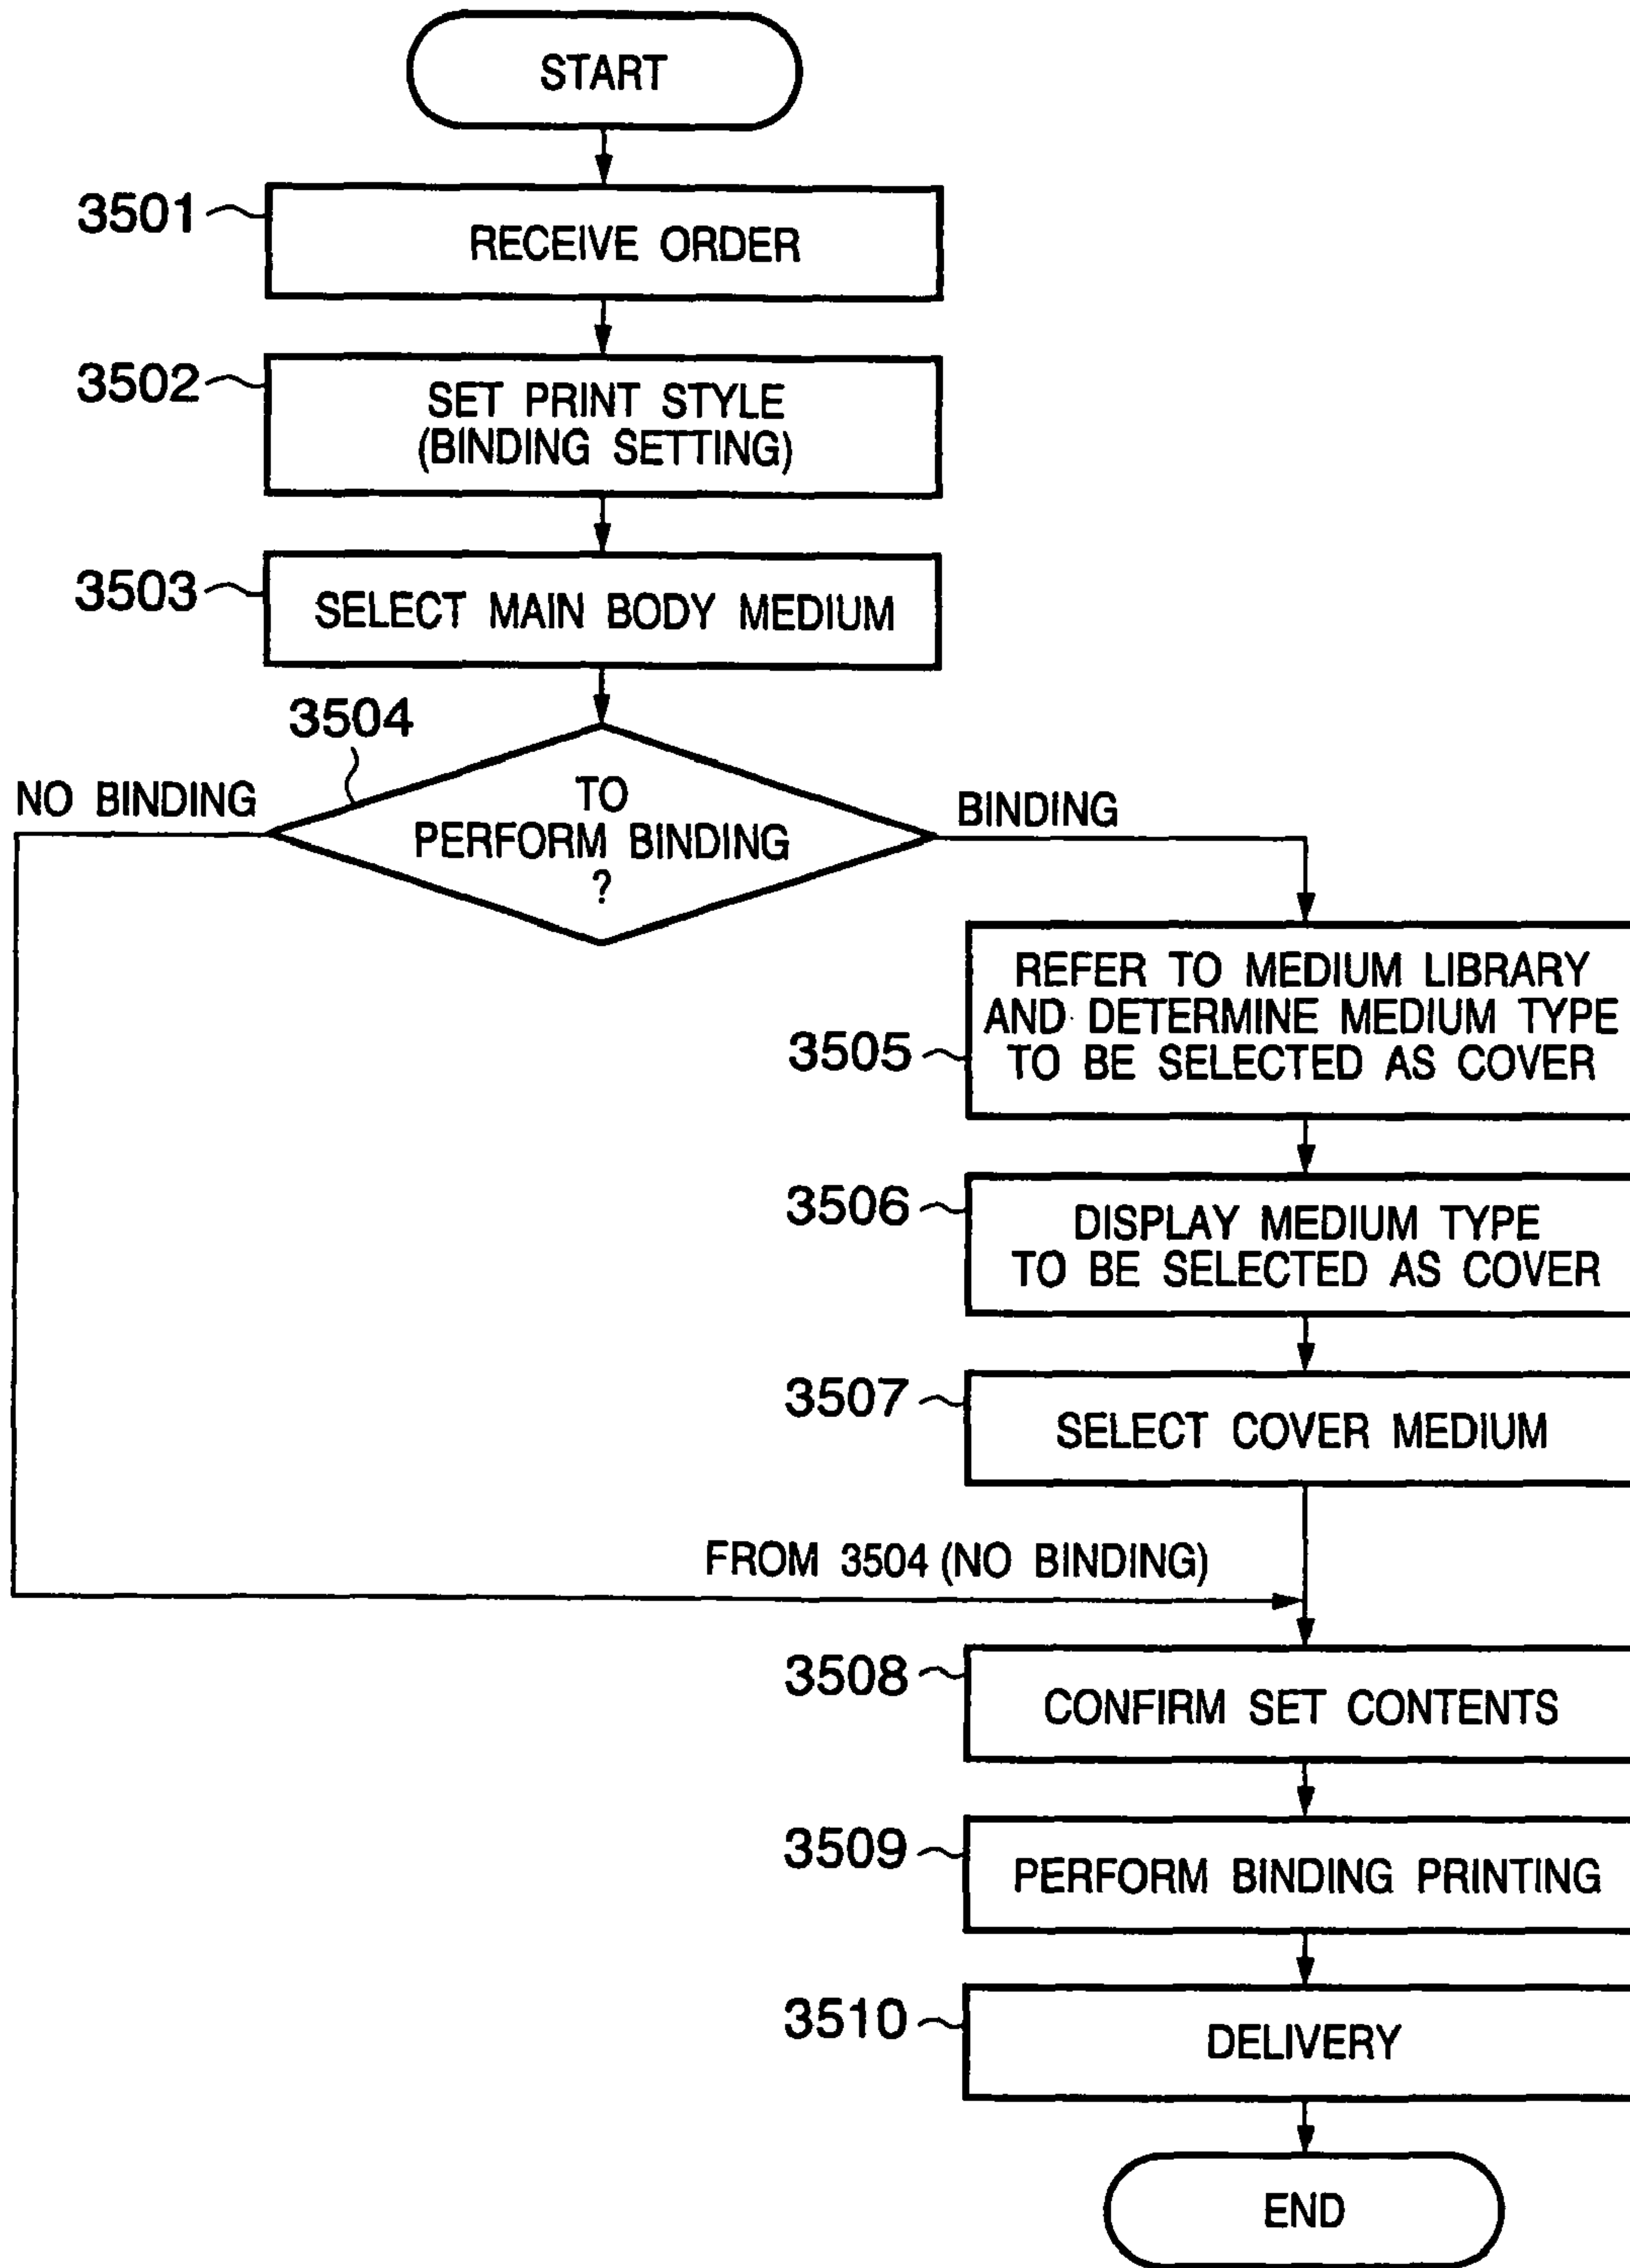 START
3501
RECEIVE ORDER
3502
SET PRINT STYLE
(BINDING SETTING)
3503
SELECT MAIN BODY MEDIUM
3504
NO BINDING
TO
PERFORM BINDING
?
BINDING
REFER TO MEDIUM LIBRARY
AND DETERMINE MEDIUM TYPE
TO BE SELECTED AS COVER
3505
3506
DISPLAY MEDIUM TYPE
TO BE SELECTED AS COVER
3507
SELECT COVER MEDIUM
FROM 3504 (NO BINDING)
3508
CONFIRM SET CONTENTS
3509
PERFORM BINDING PRINTING
3510
DELIVERY
END